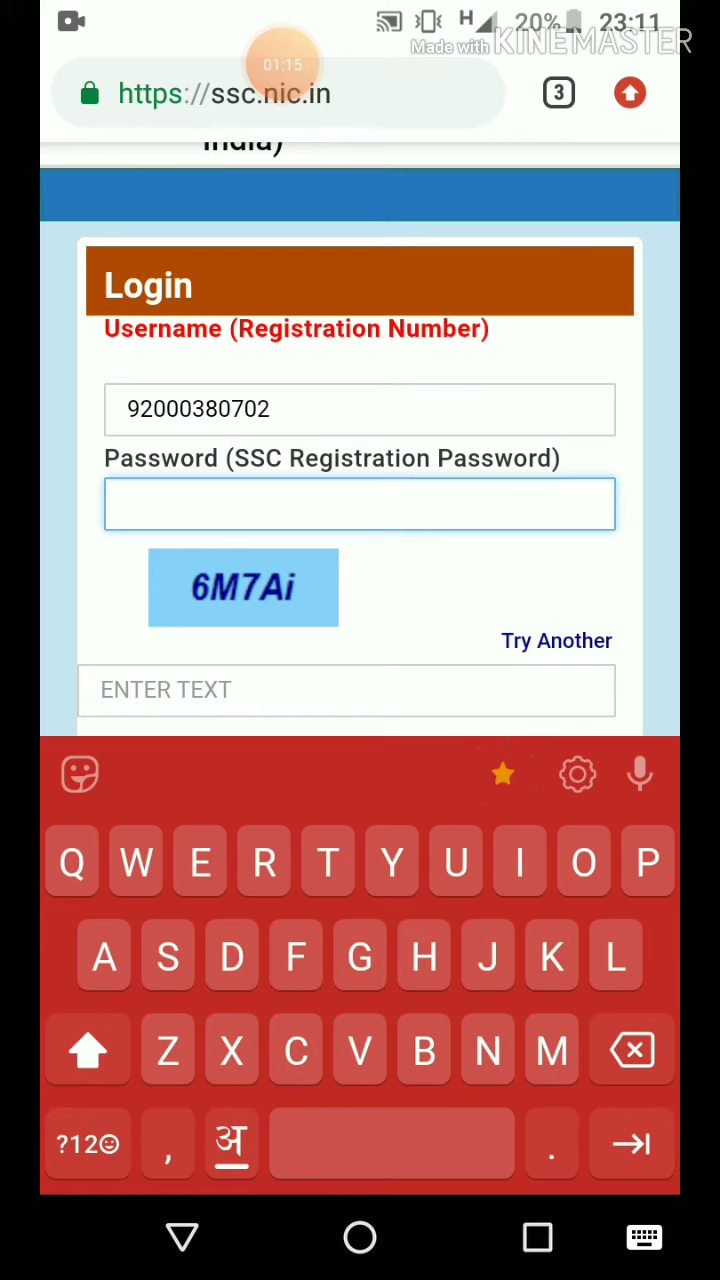 H 20% 23:11
Made with KINEMASTER
01:15
https://ssc.nic.in 3
India)
Login
Username (Registration Number)
92000380702
Password (SSC Registration Password)
6M7Ai
Try Another
ENTER TEXT
Q W E R T Y U I O P
A S D F G H J K L
Z X C V B N M
?12☺ , अ .